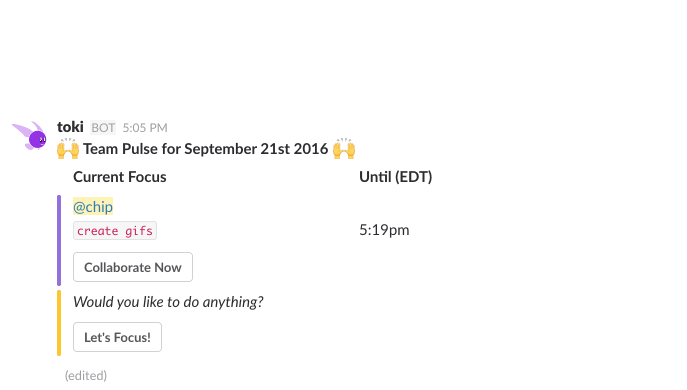 toki BOT 5:05 PM
🙌 Team Pulse for September 21st 2016 🙌
Current Focus Until (EDT)
@chip
create gifs 5:19pm
Collaborate Now
Would you like to do anything?
Let's Focus!
(edited)